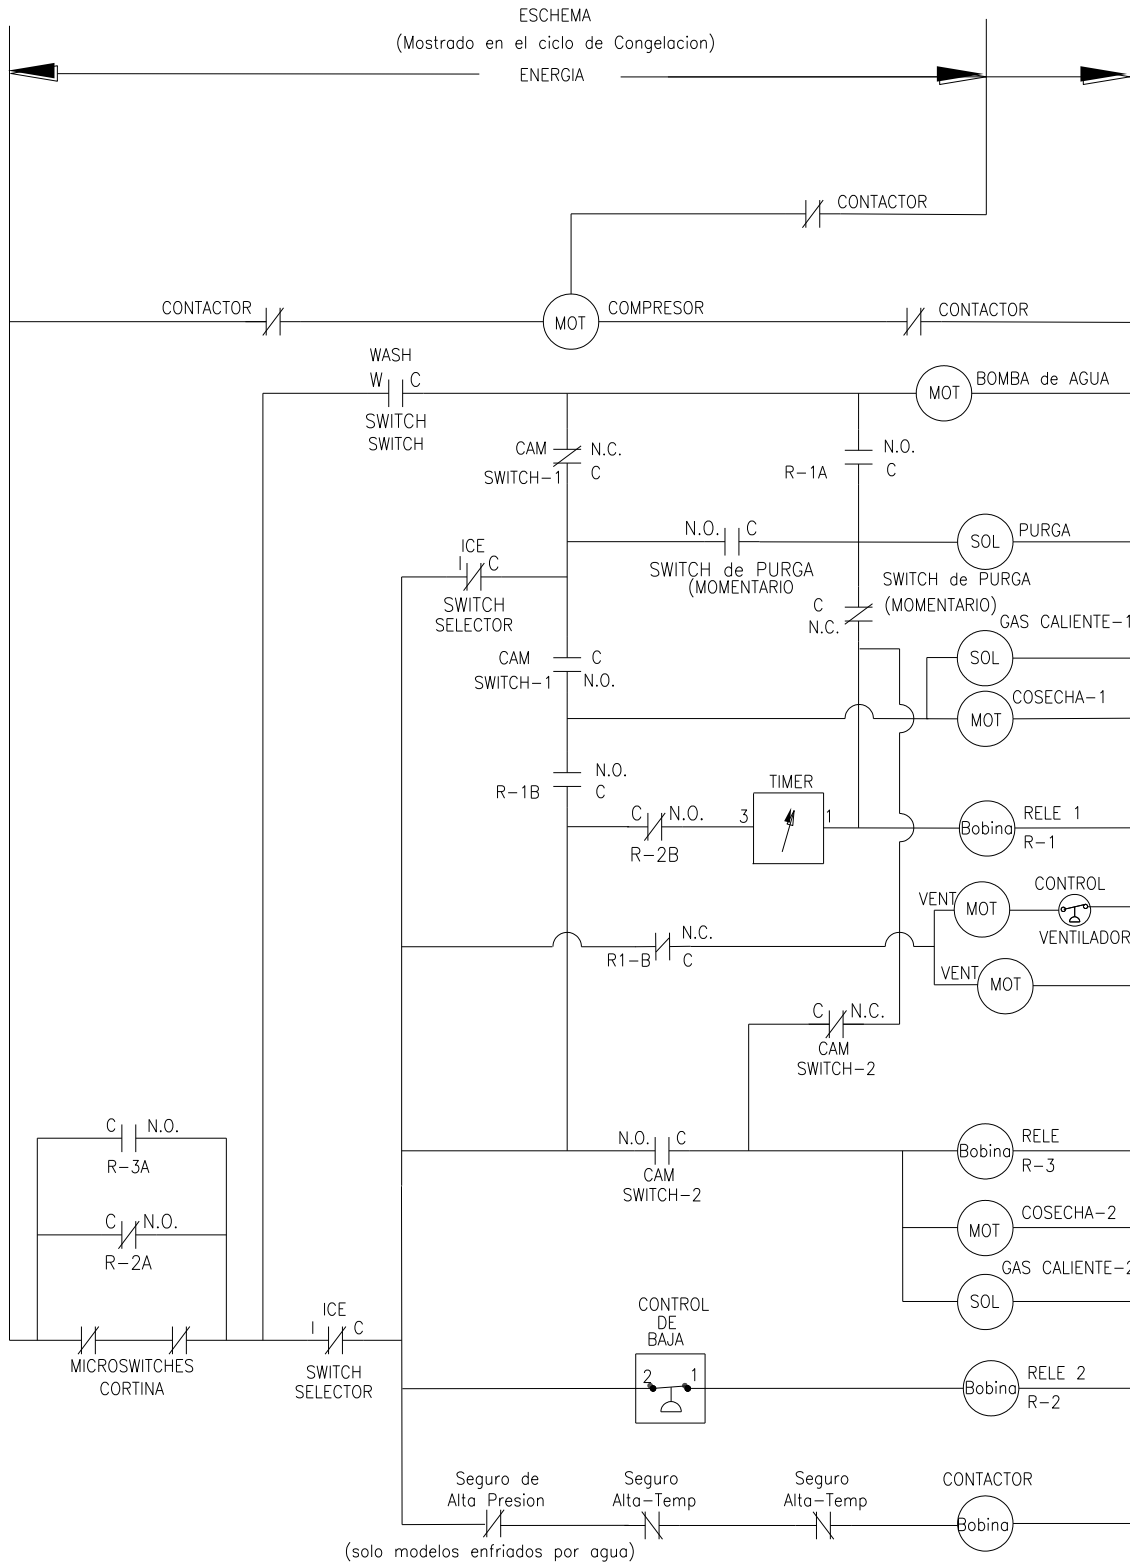 ESCHEMA
(Mostrado en el ciclo de Congelacion)
ENERGIA
CONTACTOR
CONTACTOR
MOT
COMPRESOR
CONTACTOR
WASH
W
C
SWITCH
SWITCH
MOT
BOMBA de AGUA
CAM
SWITCH-1
N.C.
C
R-1A
N.O.
C
N.O.
C
SWITCH de PURGA
(MOMENTARIO
SOL
PURGA
ICE
I
C
SWITCH
SELECTOR
C
N.C.
SWITCH de PURGA
(MOMENTARIO)
GAS CALIENTE-1
SOL
CAM
SWITCH-1
C
N.O.
COSECHA-1
MOT
R-1B
N.O.
C
C
N.O.
R-2B
TIMER
3
1
Bobina
RELE 1
R-1
VENT
MOT
CONTROL
VENTILADOR
R1-B
N.C.
C
VENT
MOT
C
N.C.
CAM
SWITCH-2
C
N.O.
R-3A
N.O.
C
CAM
SWITCH-2
Bobina
RELE
R-3
C
N.O.
R-2A
MOT
COSECHA-2
GAS CALIENTE-2
SOL
MICROSWITCHES
CORTINA
ICE
I
C
SWITCH
SELECTOR
CONTROL
DE
BAJA
2
1
Bobina
RELE 2
R-2
Seguro de
Alta Presion
Seguro
Alta-Temp
Seguro
Alta-Temp
CONTACTOR
Bobina
(solo modelos enfriados por agua)